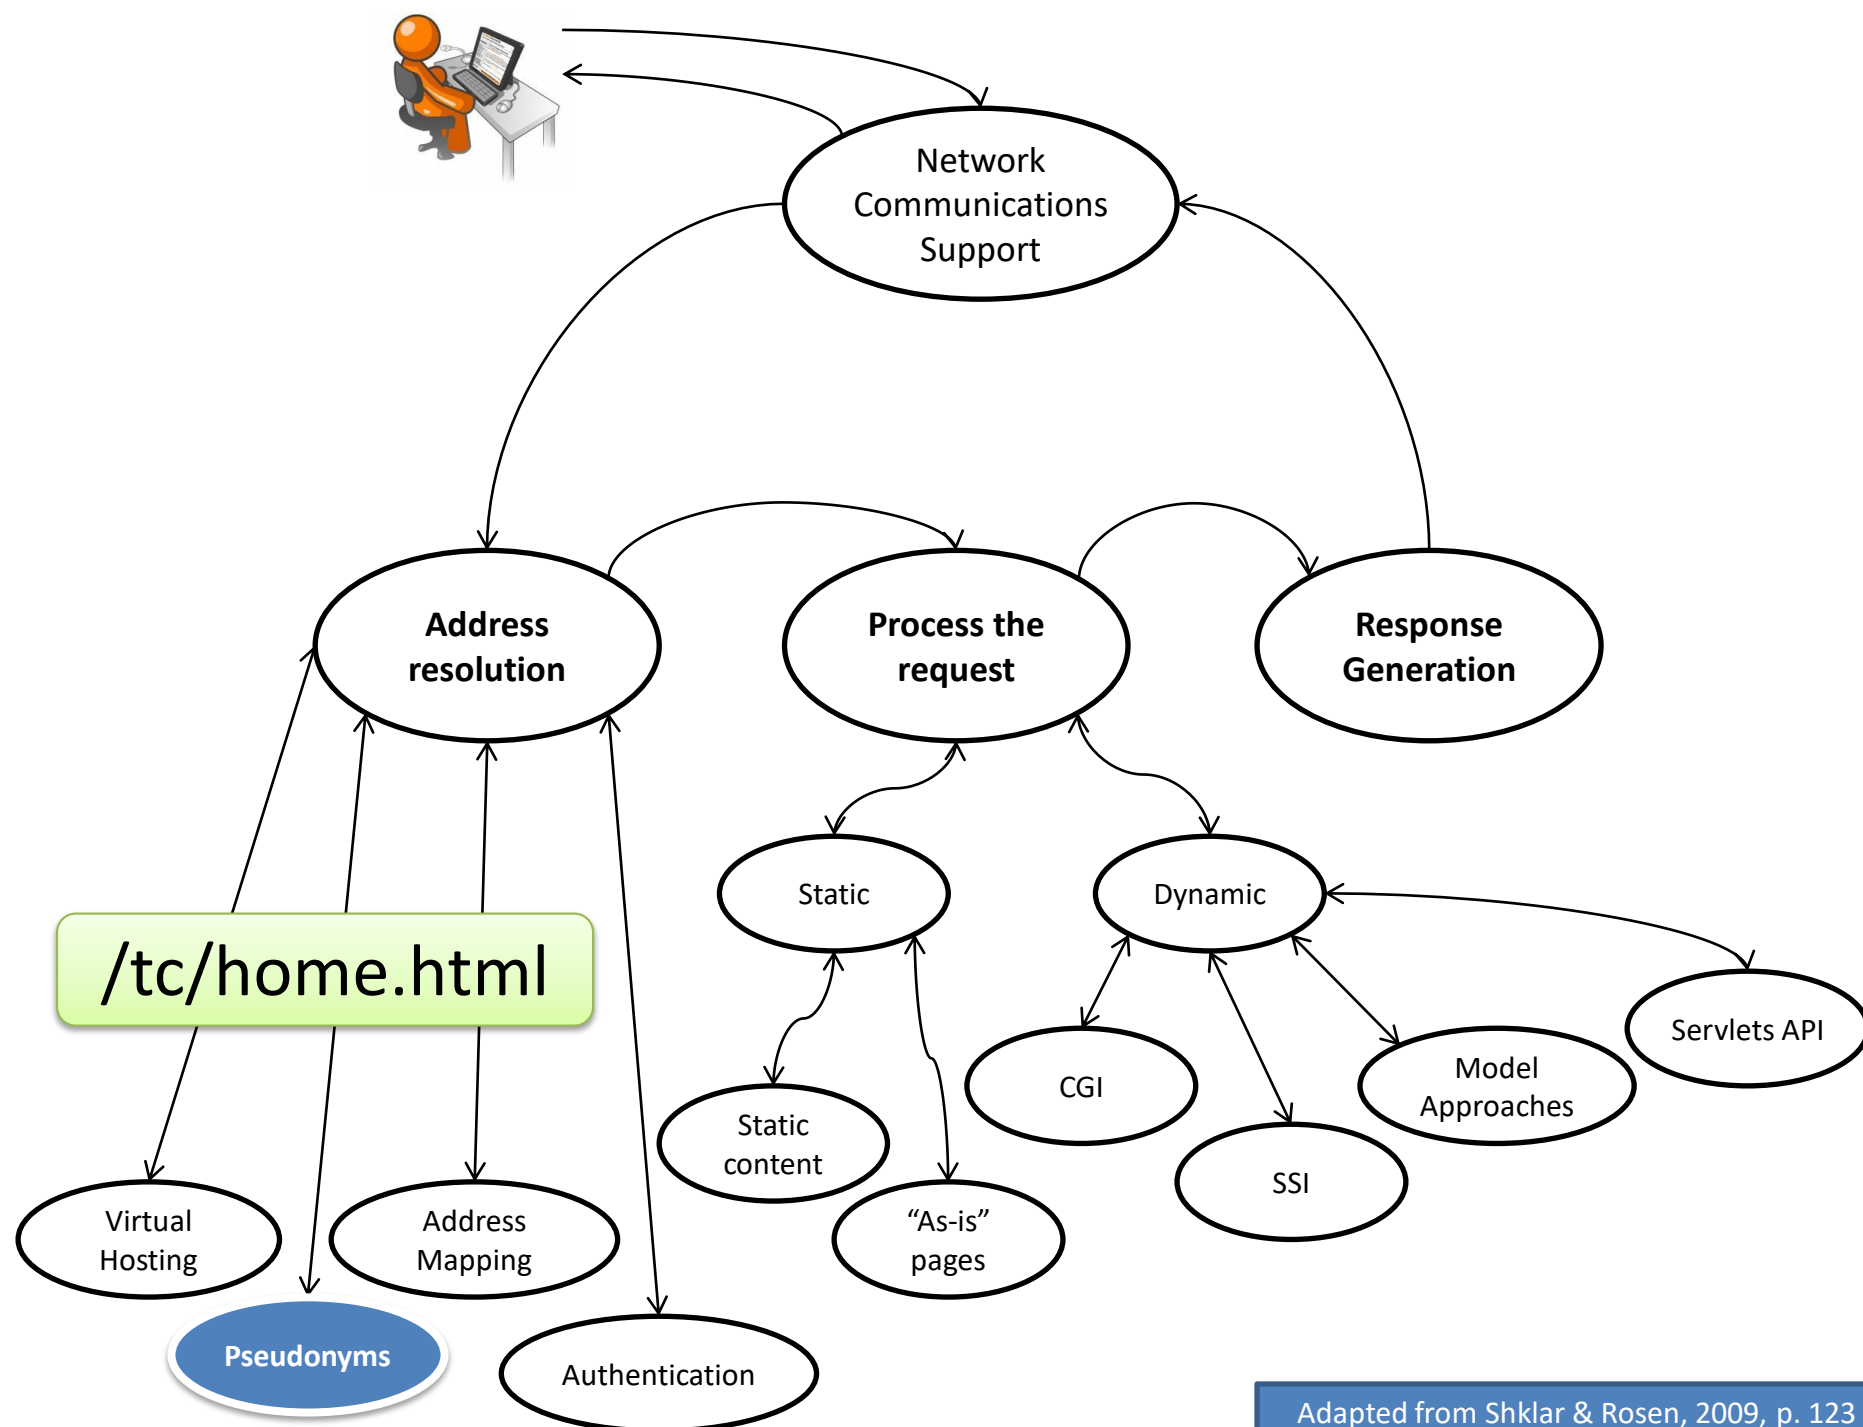 Network
Communications
Support
Address
resolution
Process the
request
Response
Generation
Static
Dynamic
/tc/home.html
Servlets API
CGI
Model
Approaches
Static
content
SSI
Virtual
Hosting
Address
Mapping
“As-is”
pages
Pseudonyms
Authentication
Adapted from Shklar & Rosen, 2009, p. 123